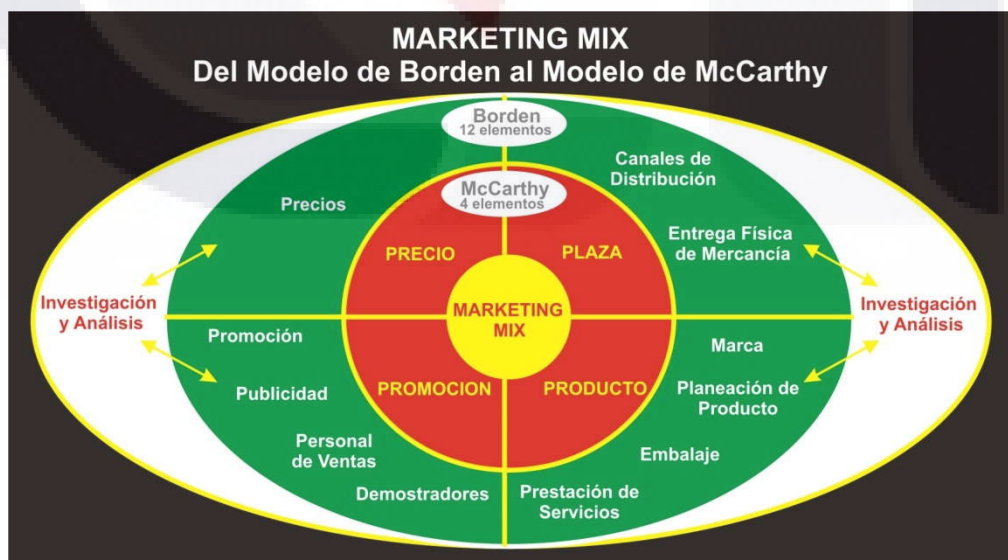 MARKETING MIX
Del Modelo de Borden al Modelo de McCarthy
Borden
12 elementos
McCarthy
4 elementos
Precios
Canales de
Distribución
Entrega Física
de Mercancía
PRECIO
PLAZA
MARKETING
MIX
Investigación
y Análisis
Investigación
y Análisis
Promoción
Publicidad
Personal
de Ventas
Demostradores
PROMOCION
PRODUCTO
Marca
Planeación de
Producto
Embalaje
Prestación de
Servicios